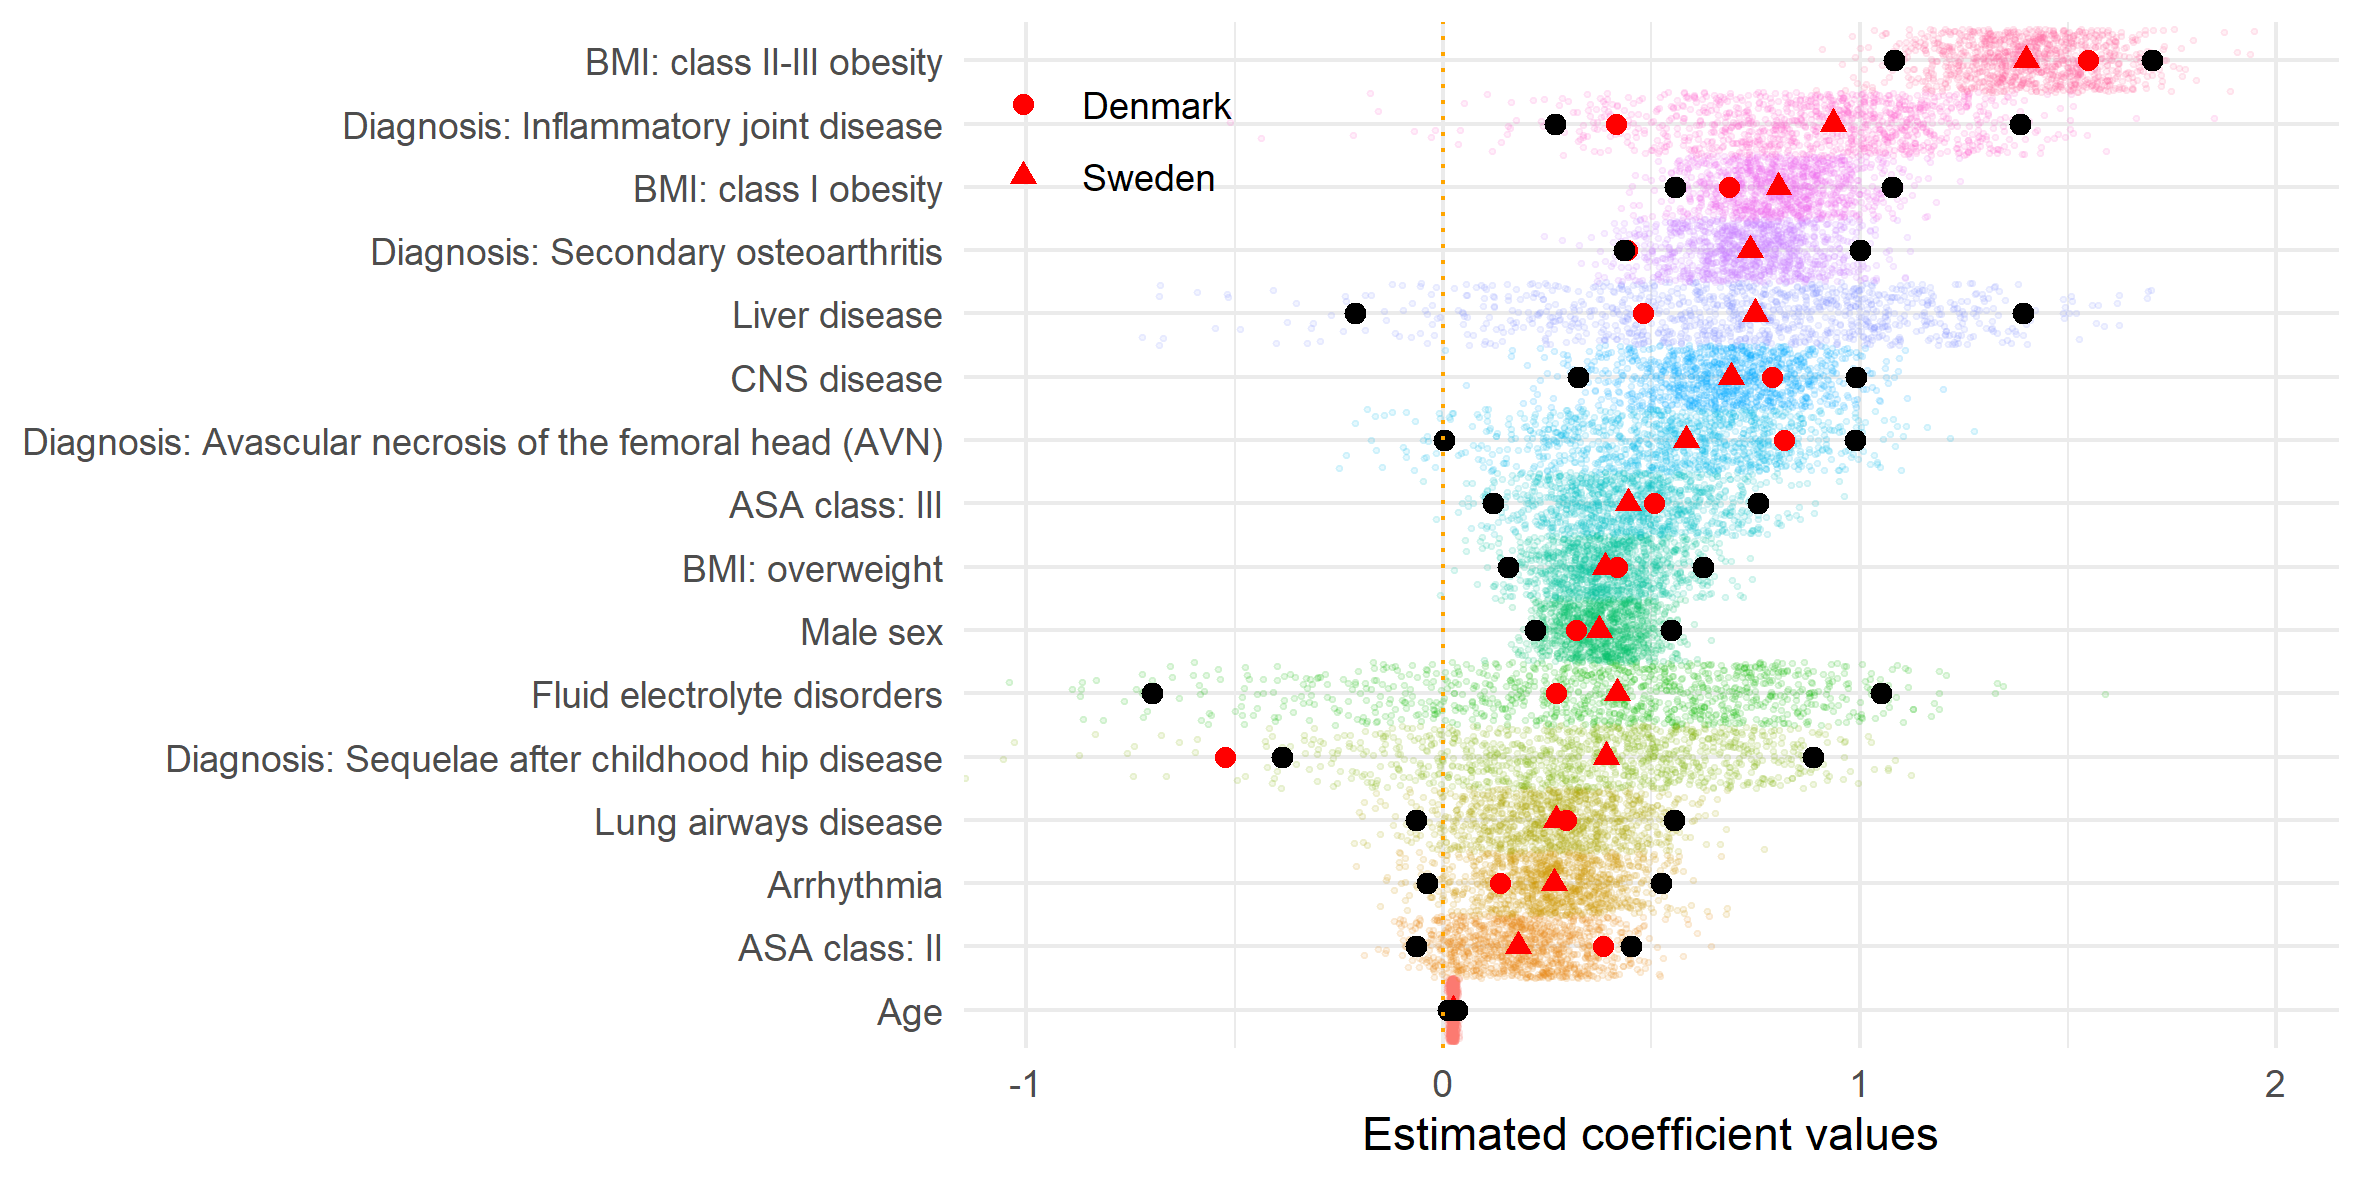 BMI: class II-III obesity
Denmark
Diagnosis: Inflammatory joint disease
Sweden
BMI: class I obesity
Diagnosis: Secondary osteoarthritis
Liver disease
CNS disease
Diagnosis: Avascular necrosis of the femoral head (AVN)
ASA class: III
BMI: overweight
Male sex
Fluid electrolyte disorders
Diagnosis: Sequelae after childhood hip disease
Lung airways disease
Arrhythmia
ASA class: II
Age
-1 0 1 2
Estimated coefficient values